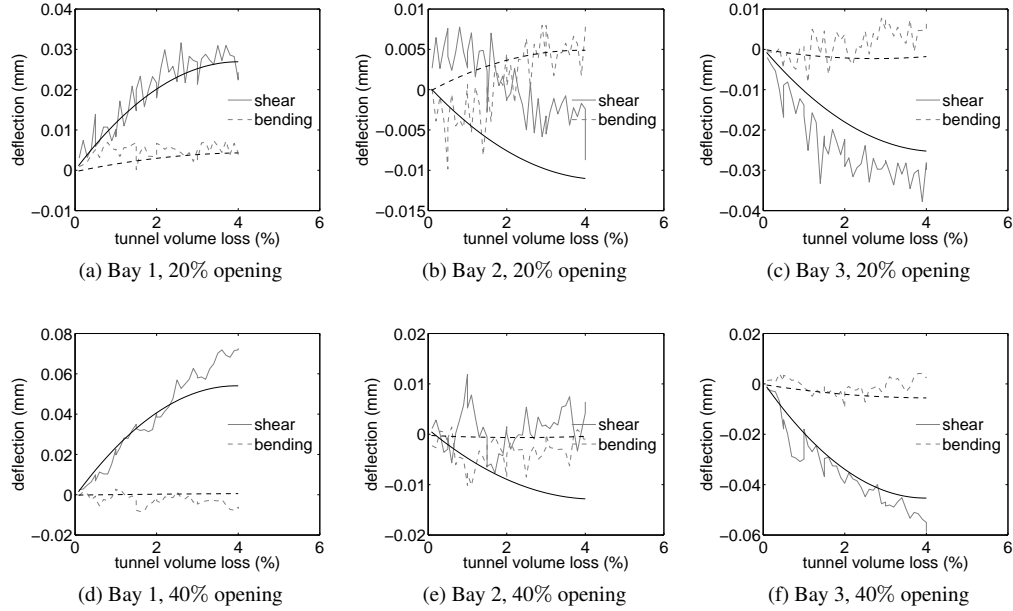 0.04
0.03
0.02
0.01
0
−0.01
deflection (mm)
0 2 4 6
tunnel volume loss (%)
shear
bending
(a) Bay 1, 20% opening
0.01
0.005
0
−0.005
−0.01
−0.015
deflection (mm)
0 2 4 6
tunnel volume loss (%)
shear
bending
(b) Bay 2, 20% opening
0.01
0
−0.01
−0.02
−0.03
−0.04
deflection (mm)
0 2 4 6
tunnel volume loss (%)
shear
bending
(c) Bay 3, 20% opening
0.08
0.06
0.04
0.02
0
−0.02
deflection (mm)
0 2 4 6
tunnel volume loss (%)
shear
bending
(d) Bay 1, 40% opening
0.02
0.01
0
−0.01
−0.02
deflection (mm)
0 2 4 6
tunnel volume loss (%)
shear
bending
(e) Bay 2, 40% opening
0.02
0
−0.02
−0.04
−0.06
deflection (mm)
0 2 4 6
tunnel volume loss (%)
shear
bending
(f) Bay 3, 40% opening